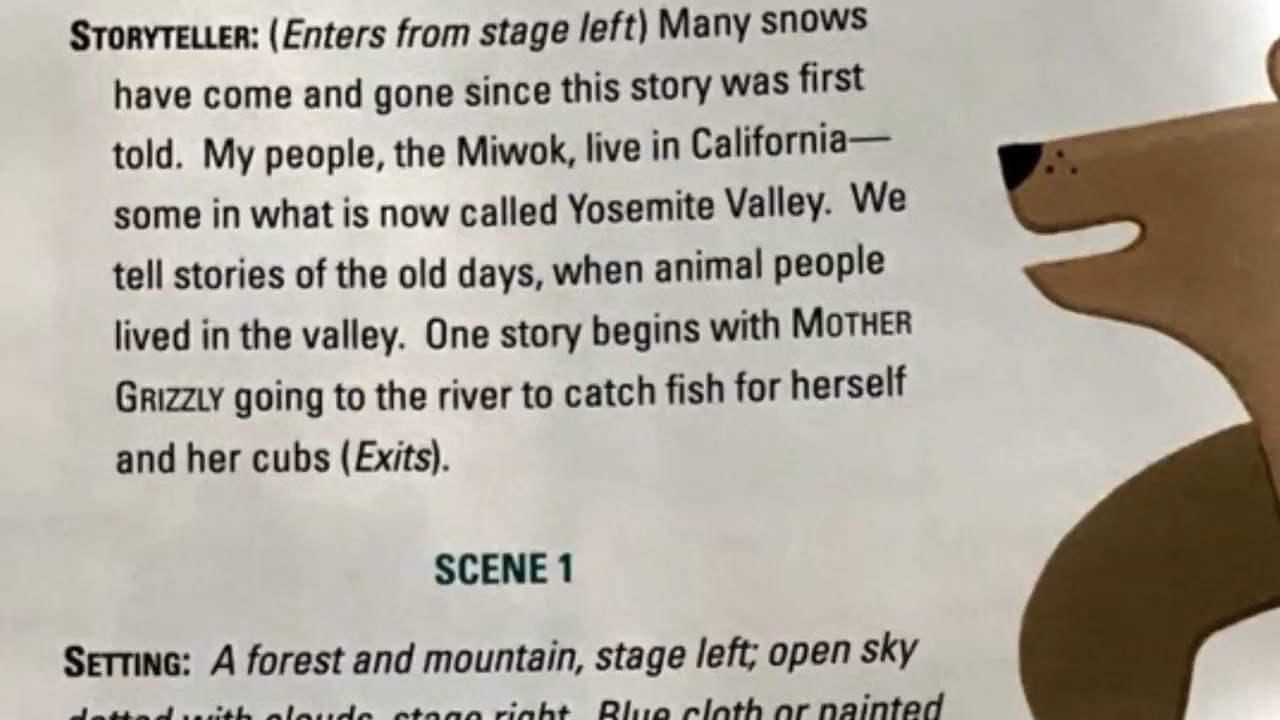 STORYTELLER: (Enters from stage left) Many snows
have come and gone since this story was first
told. My people, the Miwok, live in California—
some in what is now called Yosemite Valley. We
tell stories of the old days, when animal people
lived in the valley. One story begins with MOTHER
GRIZZLY going to the river to catch fish for herself
and her cubs (Exits).
SCENE 1
SETTING: A forest and mountain, stage left; open sky
dotted with clouds, stage right. Blue cloth or painted